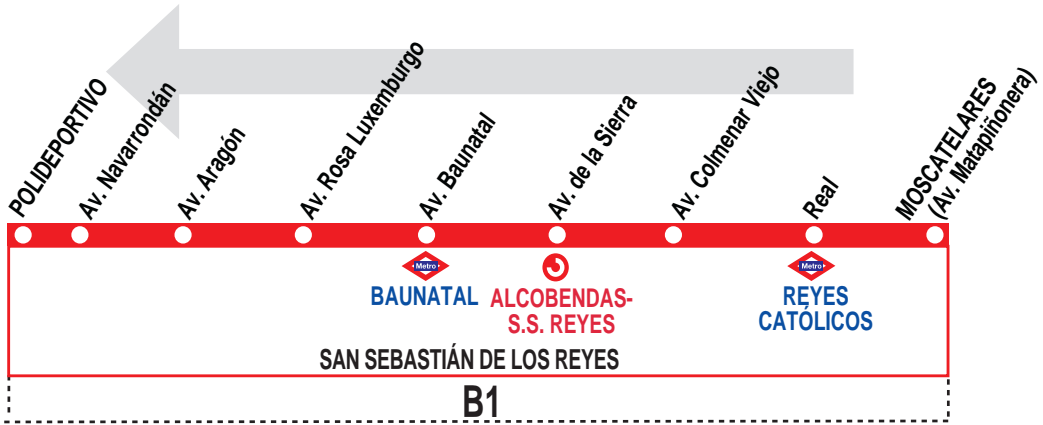 POLIDEPORTIVO
Av. Navarrondán
Av. Aragón
Av. Rosa Luxemburgo
Av. Baunatal
Av. de la Sierra
Av. Colmenar Viejo
Real
MOSCATELARES
(Av. Matapiñonera)
Metro
BAUNATAL
ALCOBENDAS-
S.S. REYES
Metro
REYES
CATÓLICOS
SAN SEBASTIÁN DE LOS REYES
B1